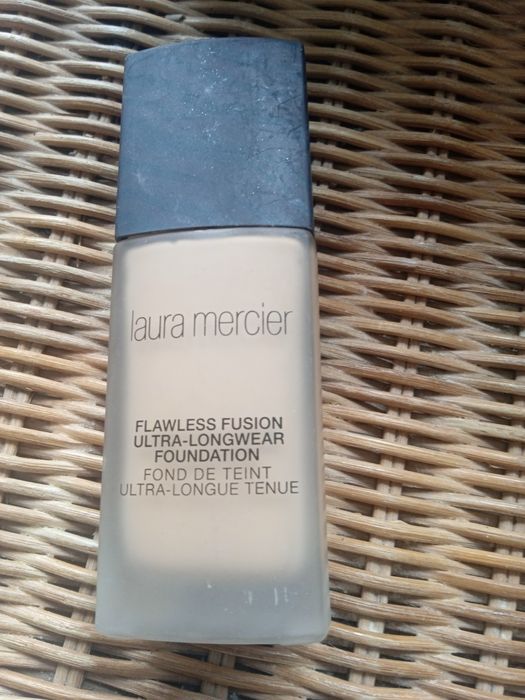 laura mercier
FLAWLESS FUSION
ULTRA-LONGWEAR
FOUNDATION
FOND DE TEINT
ULTRA-LONGUE TENUE